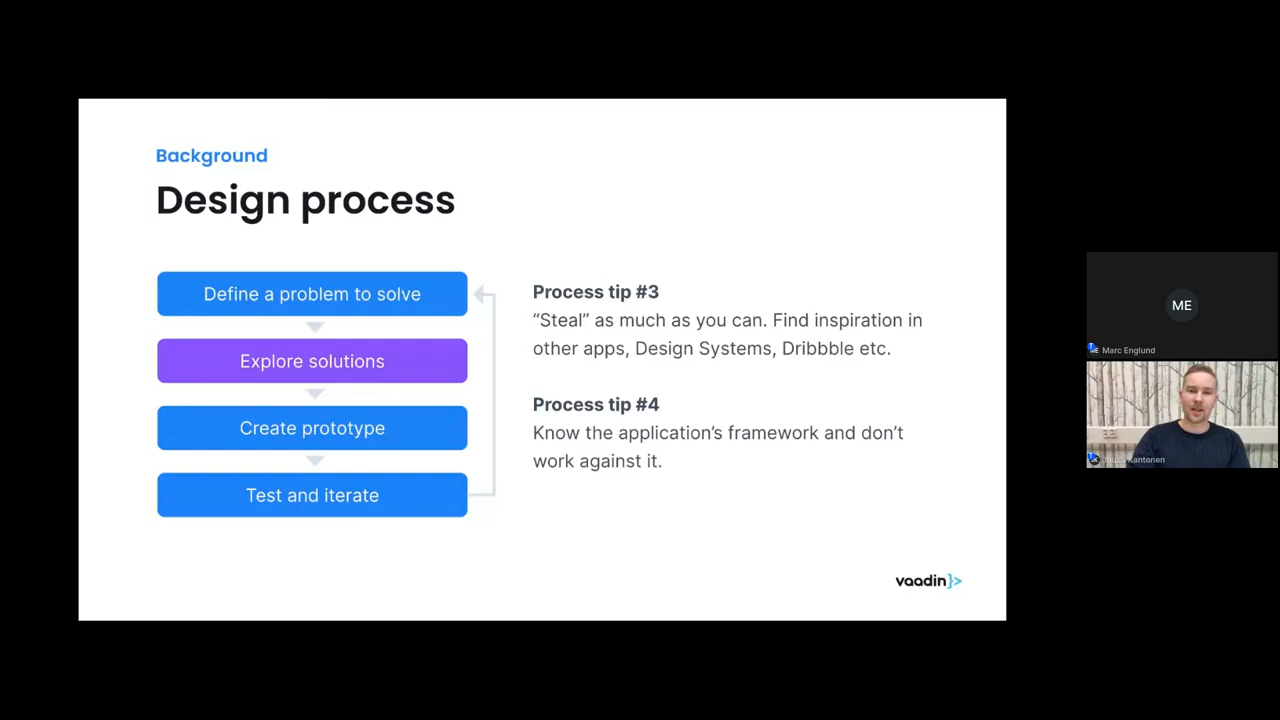 Background
Design process
Define a problem to solve
Explore solutions
Create prototype
Test and iterate
Process tip #3
“Steal” as much as you can. Find inspiration in
other apps, Design Systems, Dribbble etc.
Process tip #4
Know the application’s framework and don’t
work against it.
vaadin}>
ME
Marc Englund
Kantonen